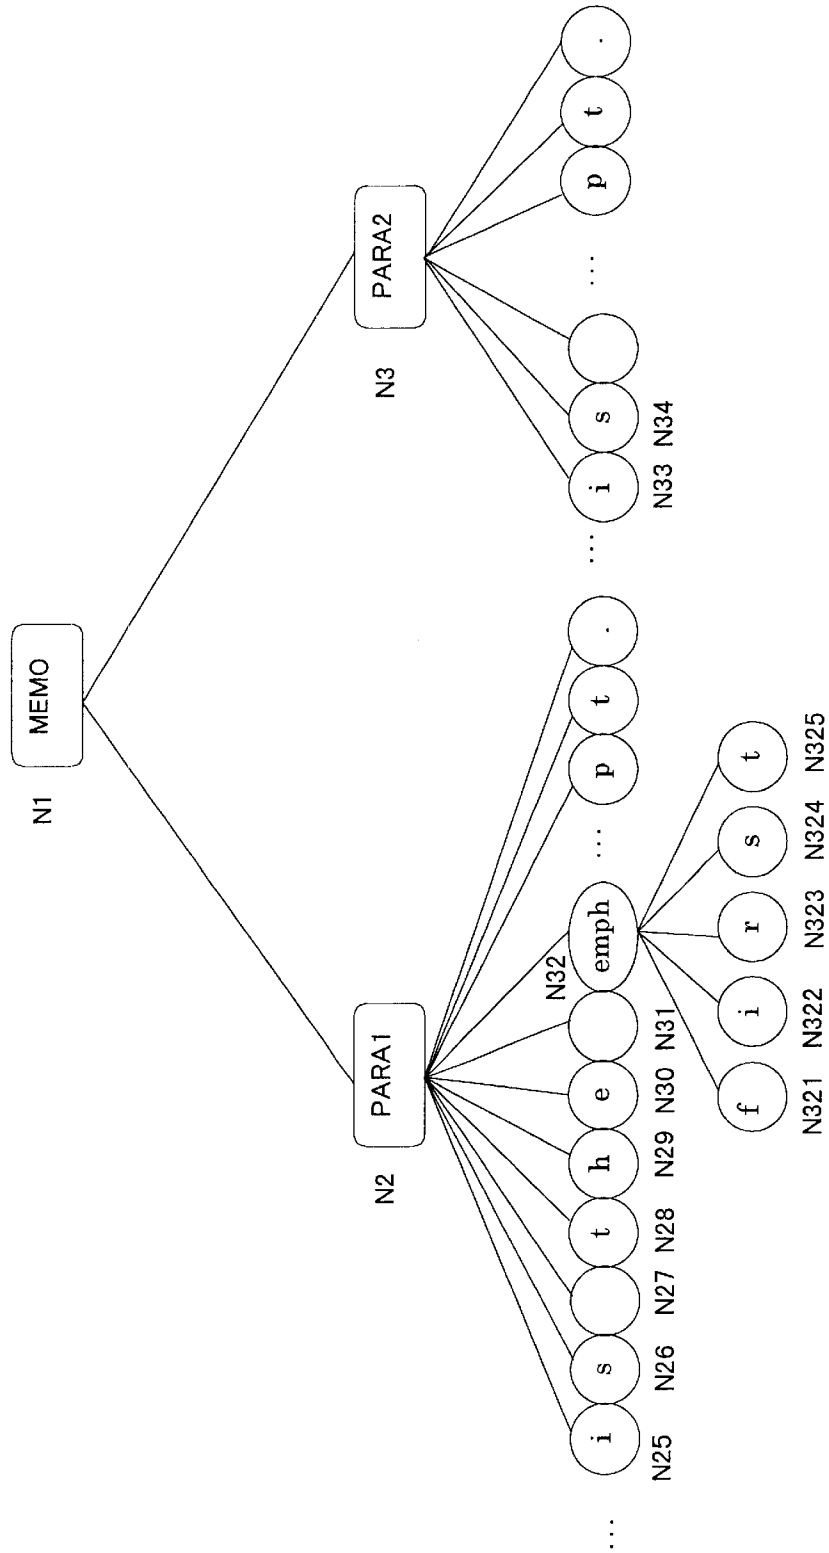 N1 MEMO
N2 PARA1
N3 PARA2
N32
... i s t h e emph ... p t . ... i s ... p t .
N25 N26 N27 N28 N29 N30 N31 N33 N34
f i r s t
N321 N322 N323 N324 N325